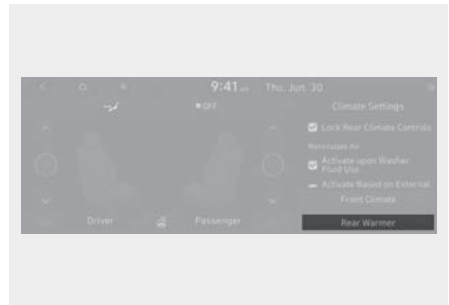 9:41 Thu, Jun. 30
OFF
Climate Settings
Lock Rear Climate Controls
Recirculate Air
Activate upon Washer
Fluid Use
Activate Based on External
Front Climate
Driver
Passenger
Rear Warmer